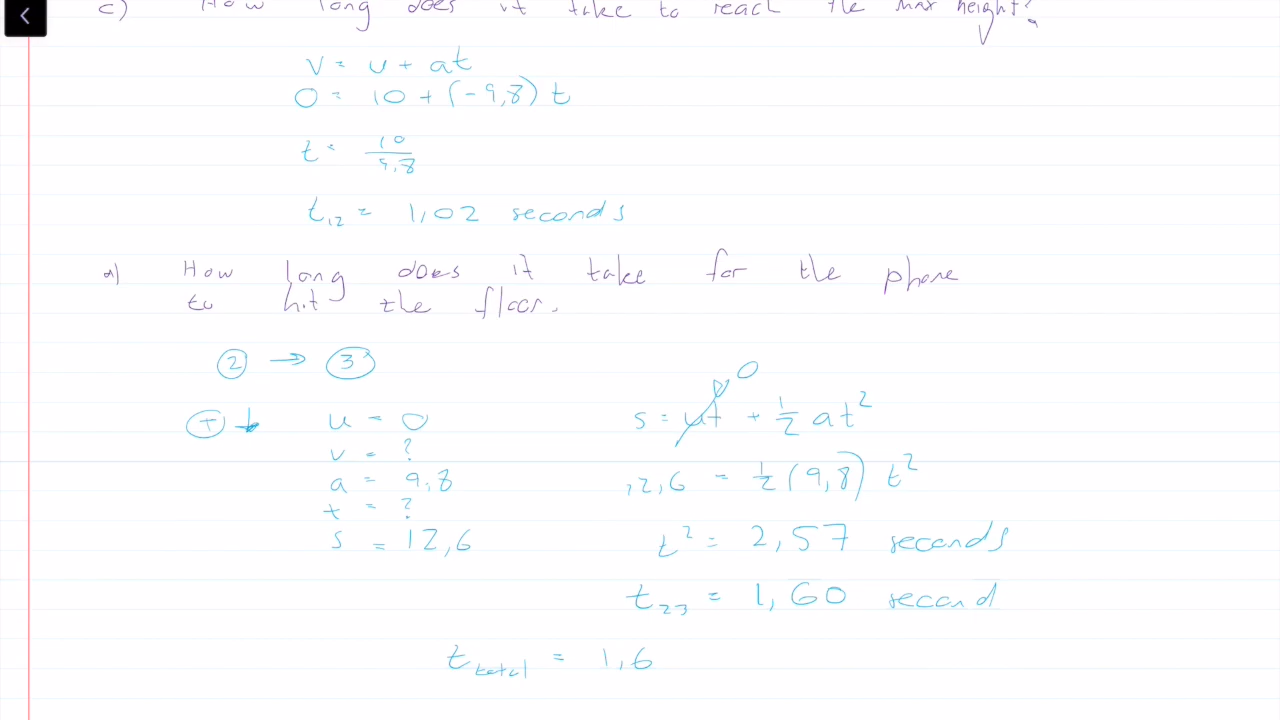 c) How long does it take to reach the max height?
v = u + at
0 = 10 + (-9,8) t
t = 10/9,8
t₁₂ = 1,02 seconds
d) How long does it take for the phone
to hit the floor.
② → ③
(+) ↓
u = 0
v = ?
a = 9,8
t = ?
s = 12,6
s = ut + ½ at²
0
12,6 = ½ (9,8) t²
t² = 2,57 seconds
t₂₃ = 1,60 second
t total = 1,6